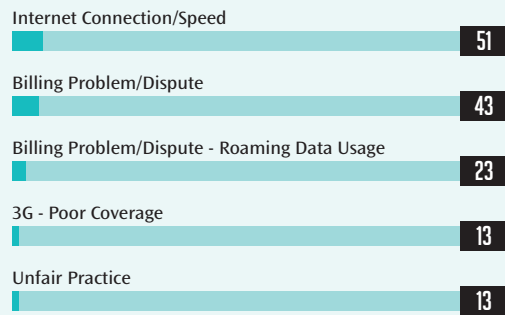 Internet Connection/Speed
51
Billing Problem/Dispute
43
Billing Problem/Dispute - Roaming Data Usage
23
3G - Poor Coverage
13
Unfair Practice
13